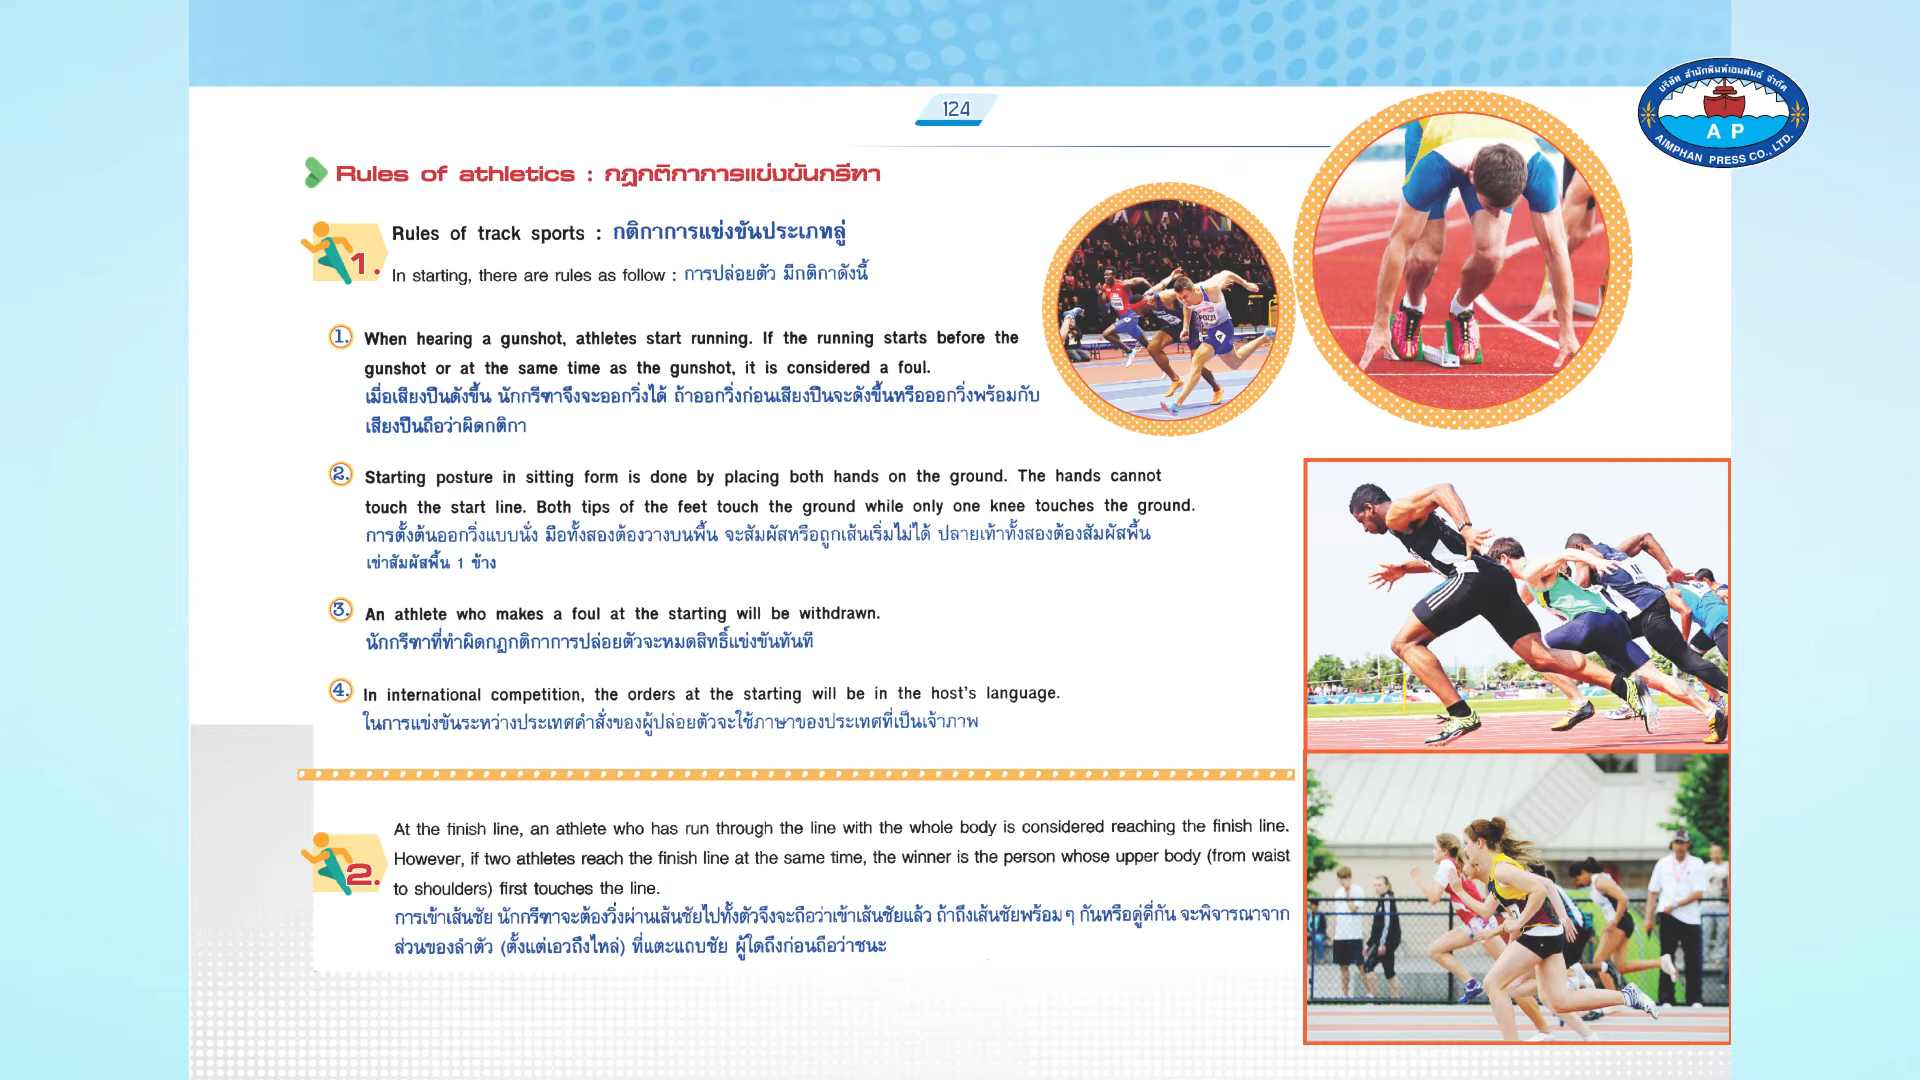 124
บริษัท สำนักพิมพ์เอมพันธ์ จำกัด
A P
AIMPHAN PRESS CO., LTD.
Rules of athletics : กฎกติกาการแข่งขันกรีฑา
1.
Rules of track sports : กติกาการแข่งขันประเภทลู่
In starting, there are rules as follow : การปล่อยตัว มีกติกาดังนี้
1. When hearing a gunshot, athletes start running. If the running starts before the
gunshot or at the same time as the gunshot, it is considered a foul.
เมื่อเสียงปืนดังขึ้น นักกรีฑาจึงจะออกวิ่งได้ ถ้าออกวิ่งก่อนเสียงปืนจะดังขึ้นหรือออกวิ่งพร้อมกับ
เสียงปืนถือว่าผิดกติกา
2. Starting posture in sitting form is done by placing both hands on the ground. The hands cannot
touch the start line. Both tips of the feet touch the ground while only one knee touches the ground.
การตั้งต้นออกวิ่งแบบนั่ง มือทั้งสองต้องวางบนพื้น จะสัมผัสหรือถูกเส้นเริ่มไม่ได้ ปลายเท้าทั้งสองต้องสัมผัสพื้น
เข่าสัมผัสพื้น 1 ข้าง
3. An athlete who makes a foul at the starting will be withdrawn.
นักกรีฑาที่ทำผิดกฎกติกาการปล่อยตัวจะหมดสิทธิ์แข่งขันทันที
4. In international competition, the orders at the starting will be in the host's language.
ในการแข่งขันระหว่างประเทศคำสั่งของผู้ปล่อยตัวจะใช้ภาษาของประเทศที่เป็นเจ้าภาพ
2.
At the finish line, an athlete who has run through the line with the whole body is considered reaching the finish line.
However, if two athletes reach the finish line at the same time, the winner is the person whose upper body (from waist
to shoulders) first touches the line.
การเข้าเส้นชัย นักกรีฑาจะต้องวิ่งผ่านเส้นชัยไปทั้งตัวจึงจะถือว่าเข้าเส้นชัยแล้ว ถ้าถึงเส้นชัยพร้อมๆ กันหรือคู่คี่กัน จะพิจารณาจาก
ส่วนของลำตัว (ตั้งแต่เอวถึงไหล่) ที่แตะแถบชัย ผู้ใดถึงก่อนถือว่าชนะ
POZZI